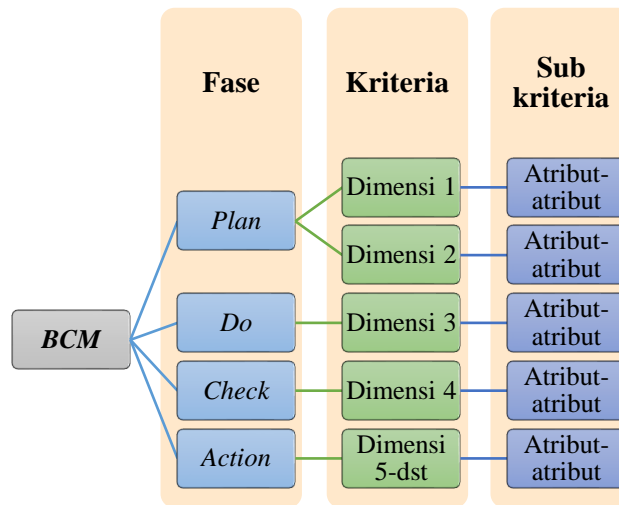 Fase
Kriteria
Sub
kriteria
BCM
Plan
Do
Check
Action
Dimensi 1
Dimensi 2
Dimensi 3
Dimensi 4
Dimensi
5-dst
Atribut-
atribut
Atribut-
atribut
Atribut-
atribut
Atribut-
atribut
Atribut-
atribut